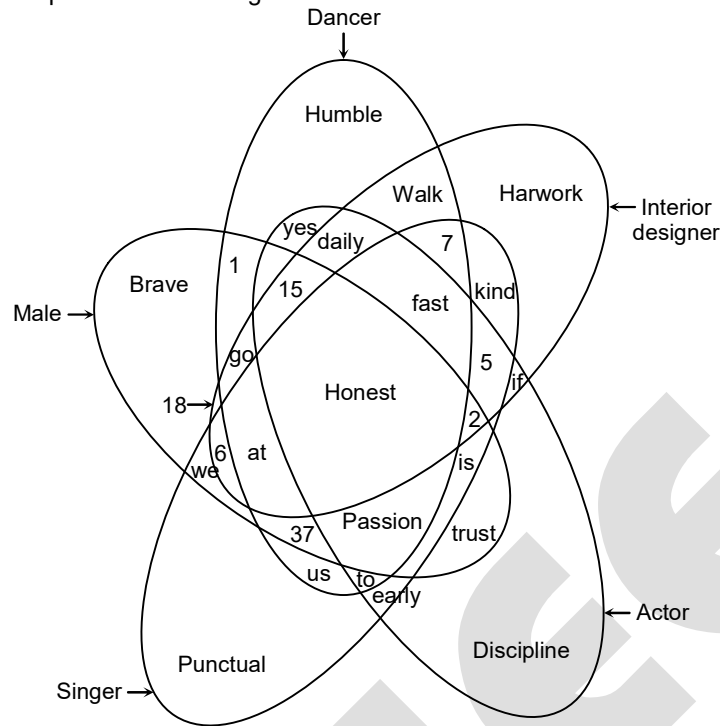 Dancer
Humble
Walk
Harwork
Interior
designer
yes
daily
7
1
Brave
15
kind
fast
Male
go
5
if
Honest
18
2
6
at
is
we
Passion
37
trust
us
to
early
Actor
Discipline
Punctual
Singer